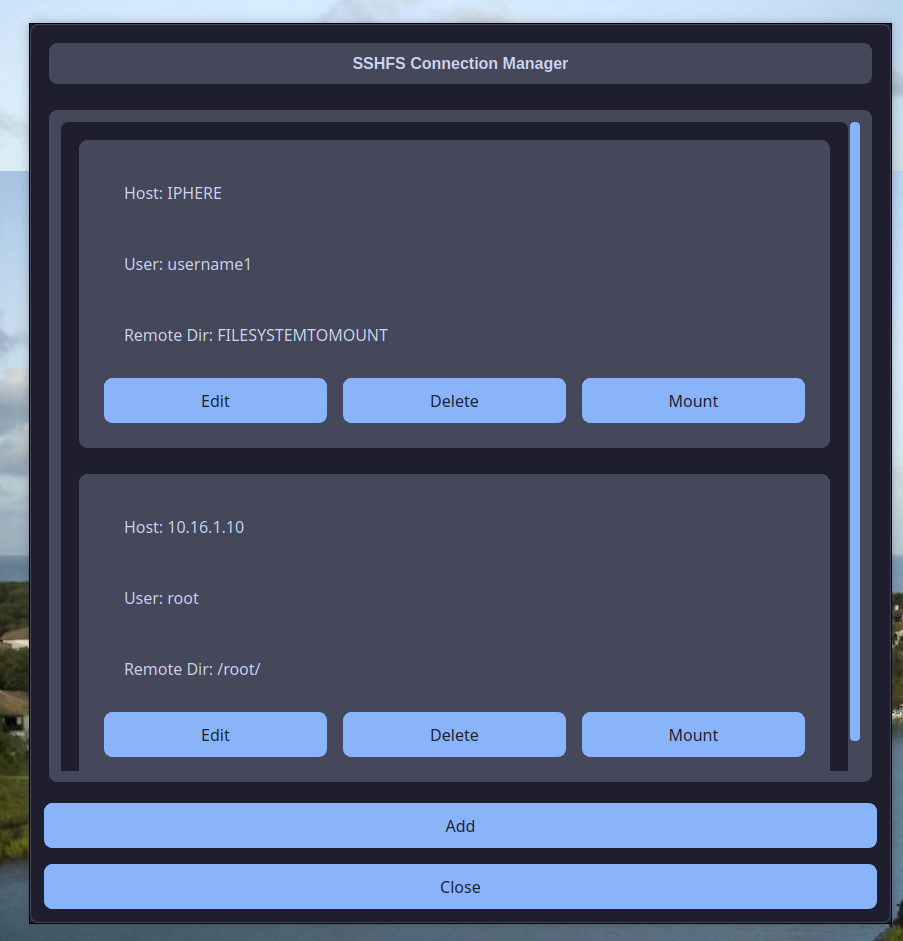 SSHFS Connection Manager
Host: IPHERE
User: username1
Remote Dir: FILESYSTEMTOMOUNT
Edit
Delete
Mount
Host: 10.16.1.10
User: root
Remote Dir: /root/
Edit
Delete
Mount
Add
Close